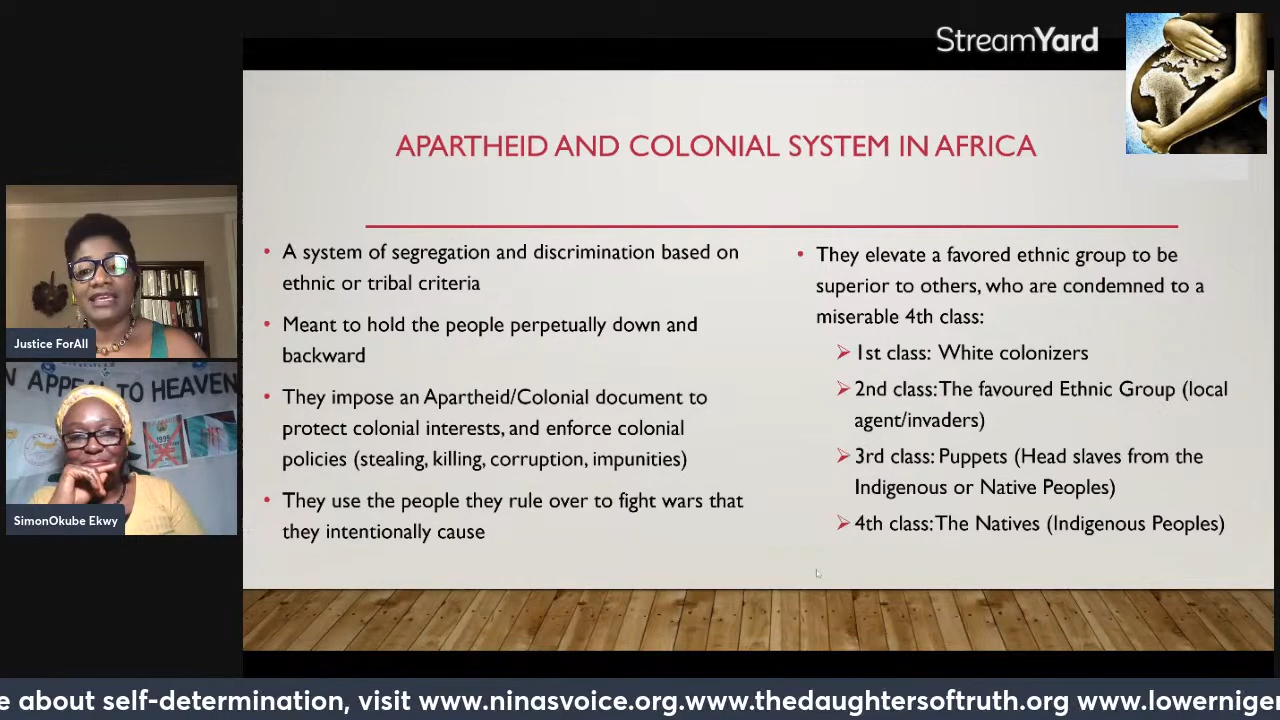 StreamYard
APARTHEID AND COLONIAL SYSTEM IN AFRICA
• A system of segregation and discrimination based on
ethnic or tribal criteria
• Meant to hold the people perpetually down and
backward
• They impose an Apartheid/Colonial document to
protect colonial interests, and enforce colonial
policies (stealing, killing, corruption, impunities)
• They use the people they rule over to fight wars that
they intentionally cause
• They elevate a favored ethnic group to be
superior to others, who are condemned to a
miserable 4th class:
➢ 1st class: White colonizers
➢ 2nd class: The favoured Ethnic Group (local
agent/invaders)
➢ 3rd class: Puppets (Head slaves from the
Indigenous or Native Peoples)
➢ 4th class: The Natives (Indigenous Peoples)
Justice ForAll
N APPEAL TO HEAVEN
1999
SimonOkube Ekwy
e about self-determination, visit www.ninasvoice.org.www.thedaughtersoftruth.org www.lowerniger